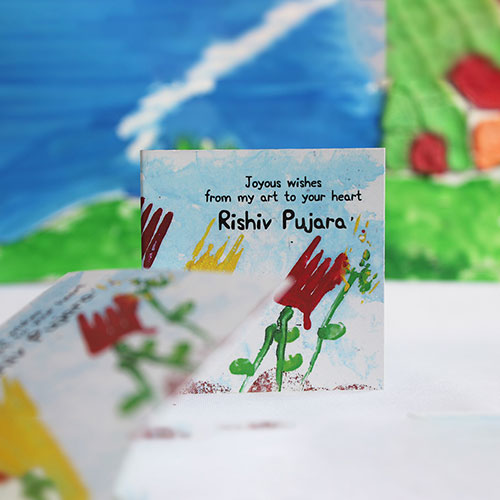 Joyous wishes
from my art to your heart
Rishiv Pujara